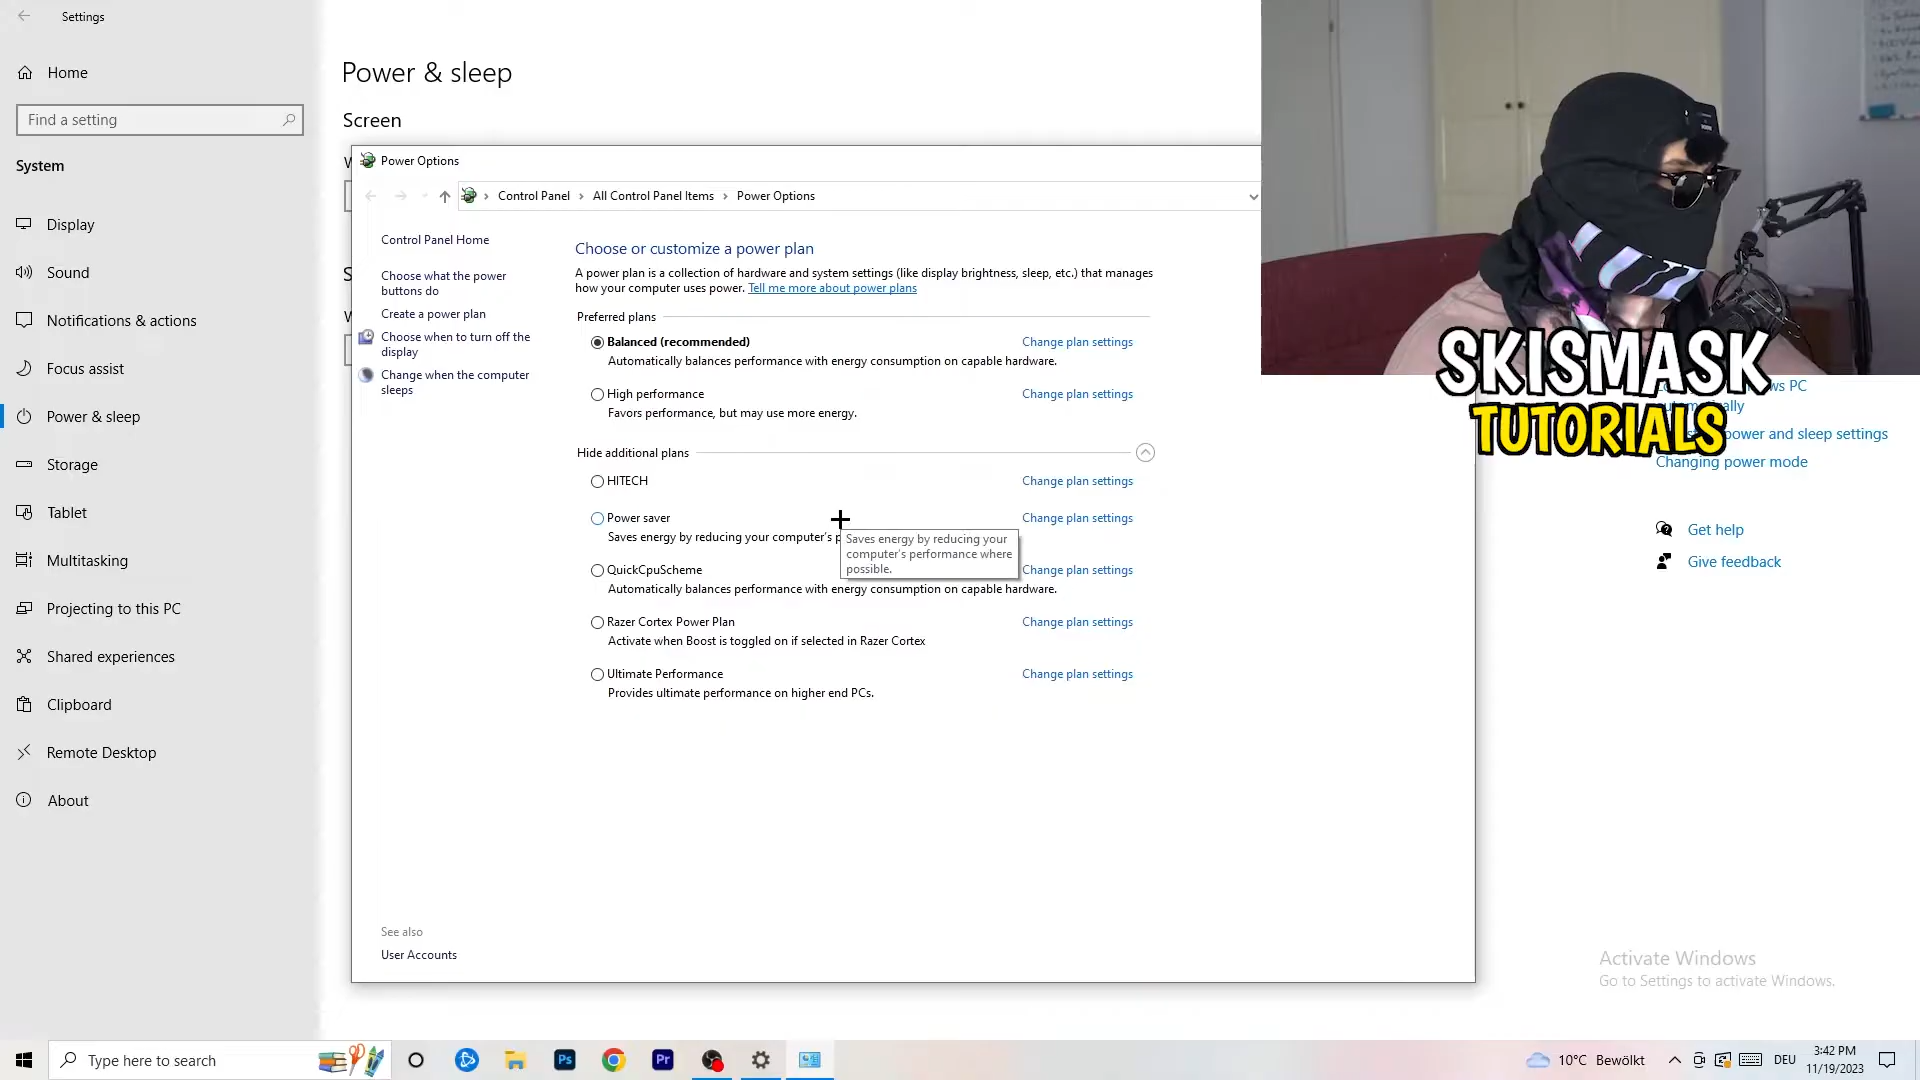 Settings
Home
Find a setting
System
Display
Sound
Notifications & actions
Focus assist
Power & sleep
Storage
Tablet
Multitasking
Projecting to this PC
Shared experiences
Clipboard
Remote Desktop
About
Power & sleep
Screen
Power Options
Control Panel
All Control Panel Items
Power Options
Control Panel Home
Choose what the power
buttons do
Create a power plan
Choose when to turn off the
display
Change when the computer
sleeps
See also
User Accounts
Choose or customize a power plan
A power plan is a collection of hardware and system settings (like display brightness, sleep, etc.) that manages
how your computer uses power. Tell me more about power plans
Preferred plans
Balanced (recommended) Change plan settings
Automatically balances performance with energy consumption on capable hardware.
High performance Change plan settings
Favors performance, but may use more energy.
Hide additional plans
HITECH Change plan settings
Power saver Change plan settings
Saves energy by reducing your computer's p
Saves energy by reducing your
computer's performance where
possible.
QuickCpuScheme Change plan settings
Automatically balances performance with energy consumption on capable hardware.
Razer Cortex Power Plan Change plan settings
Activate when Boost is toggled on if selected in Razer Cortex
Ultimate Performance Change plan settings
Provides ultimate performance on higher end PCs.
SKISMASK
TUTORIALS
PC
power and sleep settings
Changing power mode
Get help
Give feedback
Activate Windows
Go to Settings to activate Windows.
Type here to search
Ps
Pr
10°C Bewölkt
DEU
3:42 PM
11/19/2023